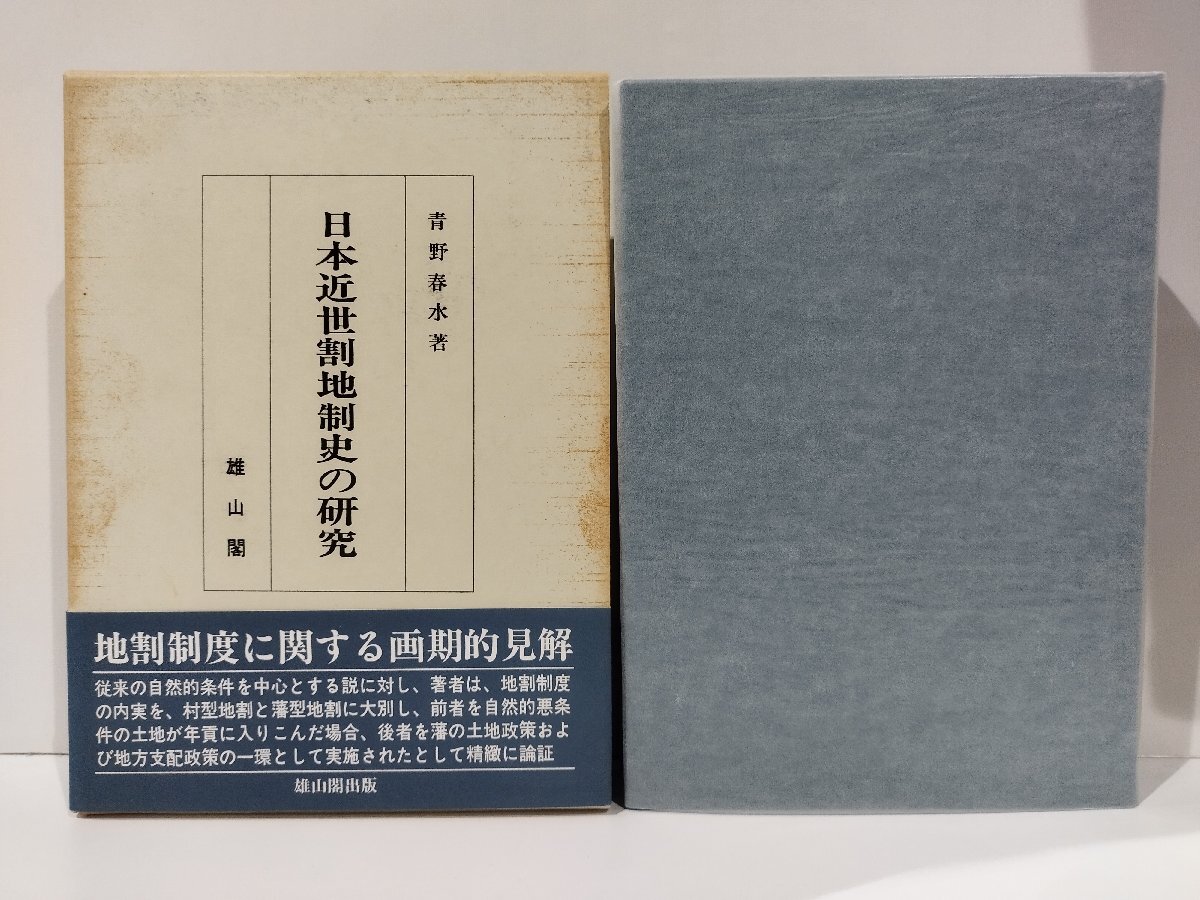 青野春水著
日本近世割地制史の研究
雄山閣
地割制度に関する画期的見解
従来の自然的条件を中心とする説に対し、著者は、地割制度
の内実を、村型地割と藩型地割に大別し、前者を自然的悪条
件の土地が年貢に入りこんだ場合、後者を藩の土地政策およ
び地方支配政策の一環として実施されたとして精緻に論証
雄山閣出版